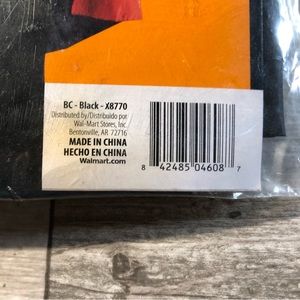 BC - Black - X8770
Distributed by/Distribuido por
Wal-Mart Stores, Inc.
Bentonville, AR 72716
MADE IN CHINA
HECHO EN CHINA
Walmart.com
8 42485 04608 7